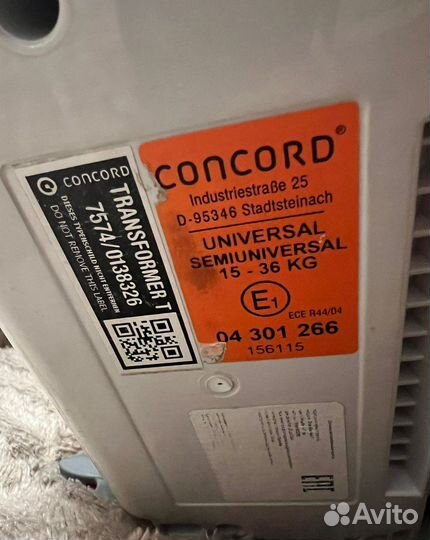 CONCORD
DIESES TYPENSCHILD NICHT ENTFERNEN
DO NOT REMOVE THIS LABEL
TRANSFORMER T
7574/0138326
CONCORD®
Industriestraße 25
D-95346 Stadtsteinach
UNIVERSAL
SEMIUNIVERSAL
15 - 36 KG
E1
ECE R44/04
04 301 266
156115
EAC
Avito